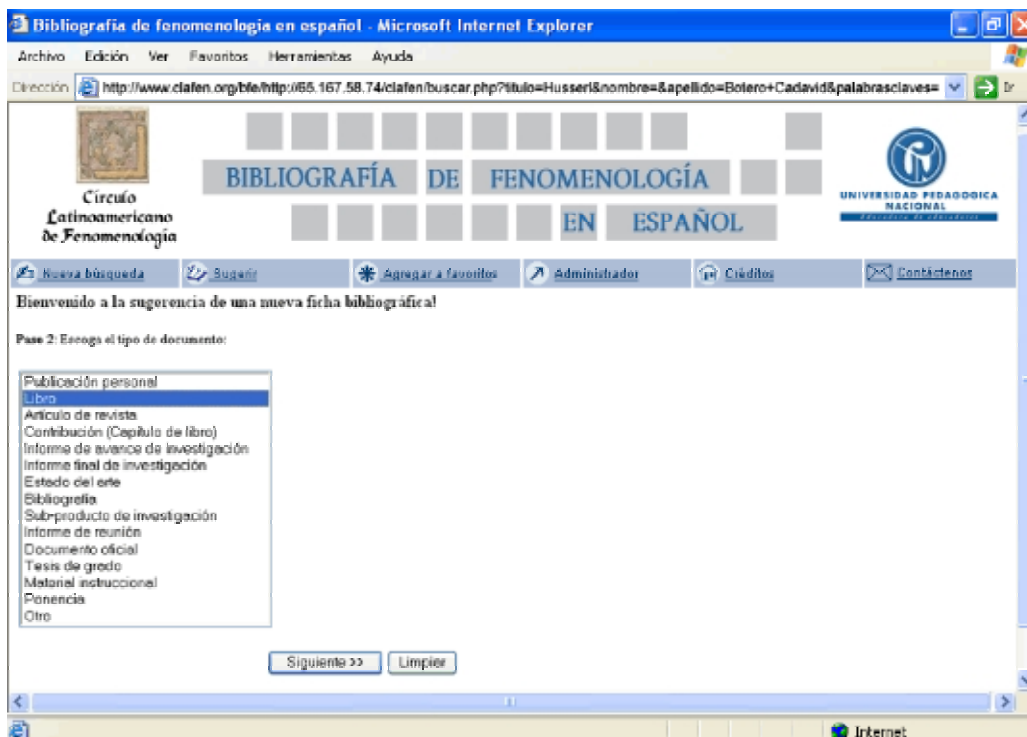 Bibliografia de fenomenologia en español - Microsoft Internet Explorer
Archivo Edición Ver Favoritos Herramientas Ayuda
Dirección http://www.clafen.org/bfe/http://65.167.58.74/clafen/buscar.php?titulo=Husserl&nombre=&apellido=Botero+Cadavid&palabrasclaves= Ir
Círculo
Latinoamericano
de Fenomenología
BIBLIOGRAFÍA DE FENOMENOLOGÍA
EN ESPAÑOL
UNIVERSIDAD PEDAGOGICA
NACIONAL
Nueva búsqueda Sugerir Agregar a favoritos Administrador Créditos Contáctenos
Bienvenido a la sugerencia de una nueva ficha bibliográfica!
Paso 2: Escoga el tipo de documento:
Publicación personal
Libro
Artículo de revista
Contribución (Capítulo de libro)
Informe de avance de investigación
Informe final de investigación
Estado del arte
Bibliografía
Sub-producto de investigación
Informe de reunión
Documento oficial
Tesis de grado
Material instruccional
Ponencia
Otro
Siguiente >> Limpiar
Internet